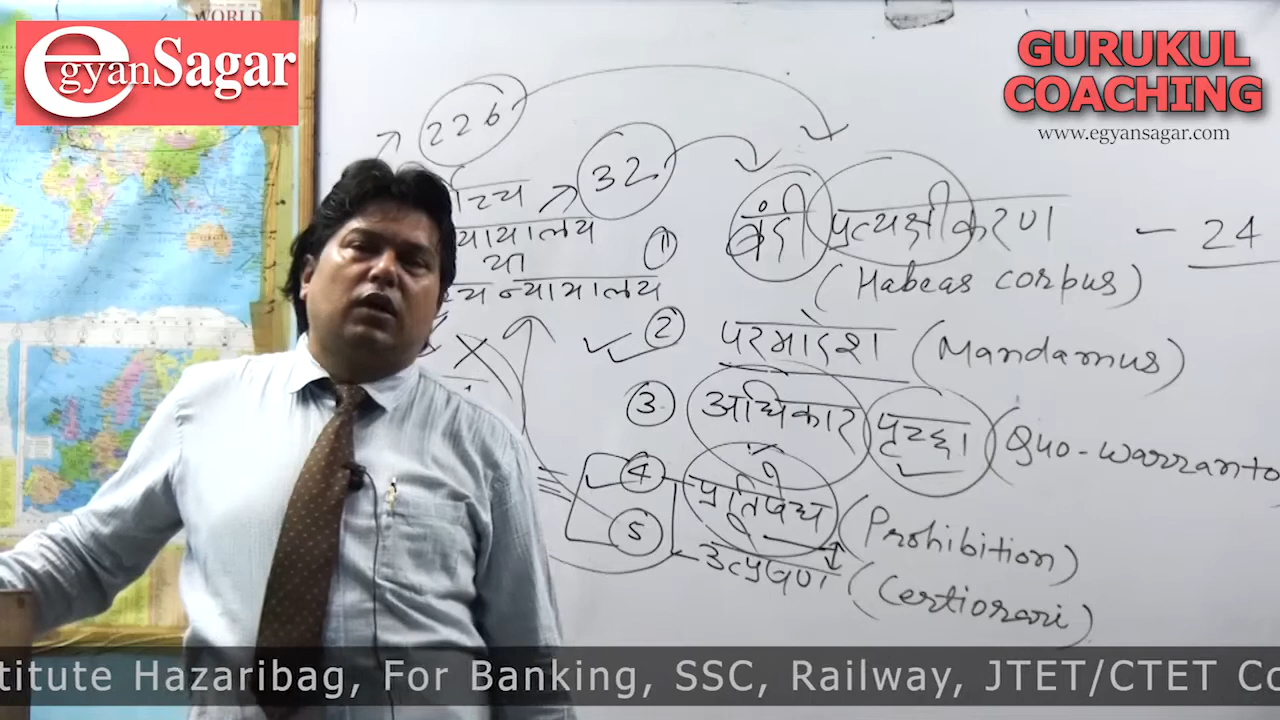 WORLD
egyanSagar
GURUKUL
COACHING
www.egyansagar.com
226
32
न्यायालय
या
न्यायालय
① बंदी प्रत्यक्षीकरण - 24
(Habeas corpus)
② परमादेश (Mandamus)
③ अधिकार पृच्छा (Quo-warranto
④ प्रतिषेध (Prohibition)
⑤ उत्प्रेषण (Certiorari)
titute Hazaribag, For Banking, SSC, Railway, JTET/CTET Co